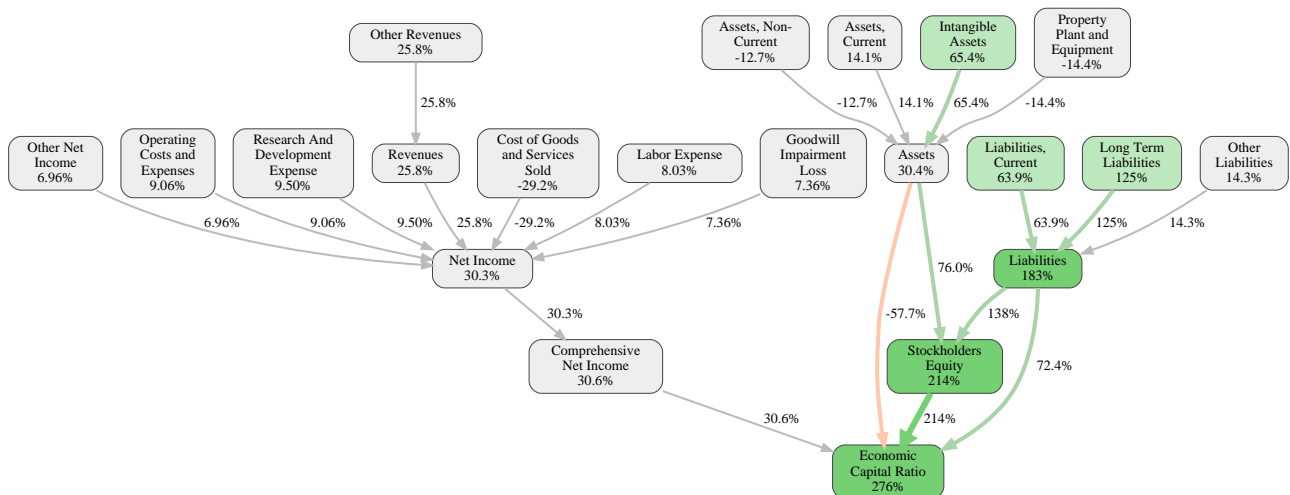 Other Revenues
25.8%
Assets, Non-
Current
-12.7%
Assets,
Current
14.1%
Intangible
Assets
65.4%
Property
Plant and
Equipment
-14.4%
25.8%
-12.7%
14.1%
65.4%
-14.4%
Other Net
Income
6.96%
Operating
Costs and
Expenses
9.06%
Research And
Development
Expense
9.50%
Revenues
25.8%
Cost of Goods
and Services
Sold
-29.2%
Labor Expense
8.03%
Goodwill
Impairment
Loss
7.36%
Assets
30.4%
Liabilities,
Current
63.9%
Long Term
Liabilities
125%
Other
Liabilities
14.3%
6.96%
9.06%
9.50%
25.8%
-29.2%
8.03%
7.36%
63.9%
125%
14.3%
Net Income
30.3%
76.0%
Liabilities
183%
30.3%
-57.7%
138%
Comprehensive
Net Income
30.6%
Stockholders
Equity
214%
72.4%
30.6%
214%
Economic
Capital Ratio
276%